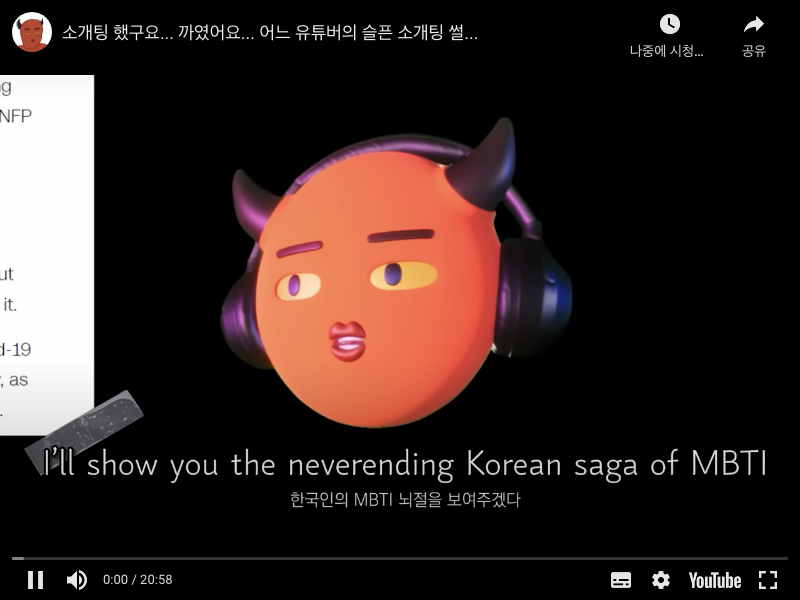 소개팅 했구요... 까였어요... 어느 유튜버의 슬픈 소개팅 썰...
나중에 시청...
공유
NFP
it.
, as
I'll show you the neverending Korean saga of MBTI
한국인의 MBTI 뇌절을 보여주겠다
0:00 / 20:58
YouTube